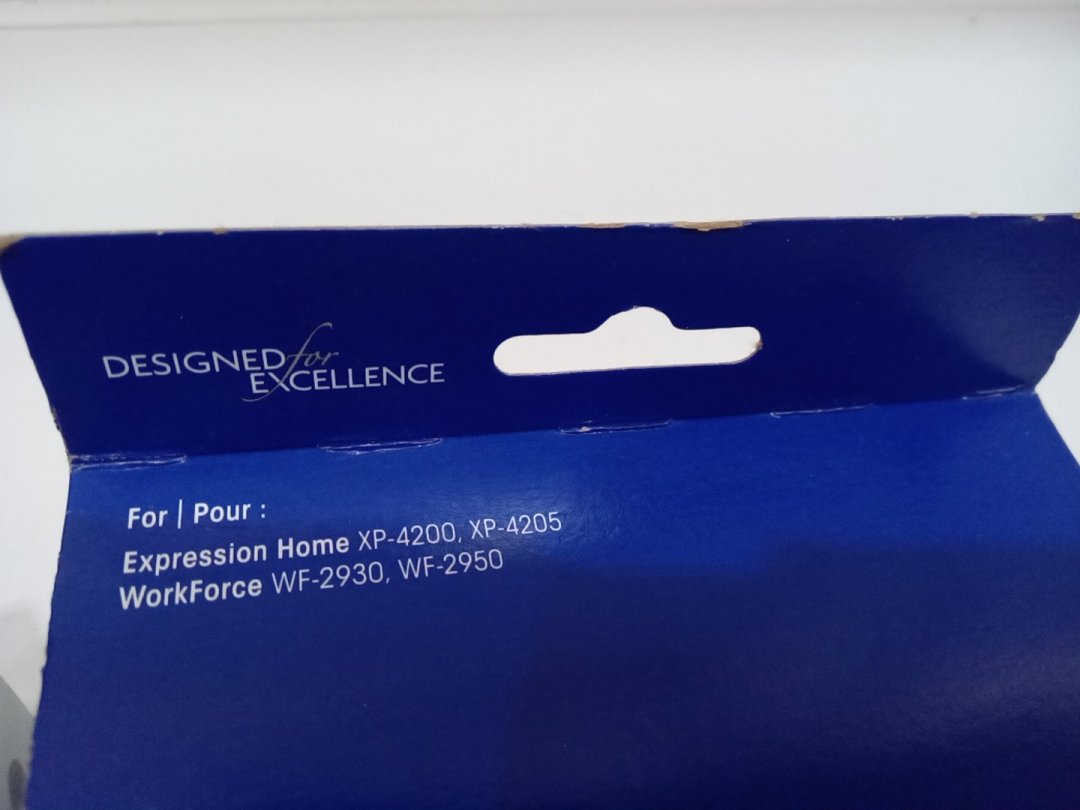 DESIGNED for
EXCELLENCE
For | Pour :
Expression Home XP-4200, XP-4205
WorkForce WF-2930, WF-2950